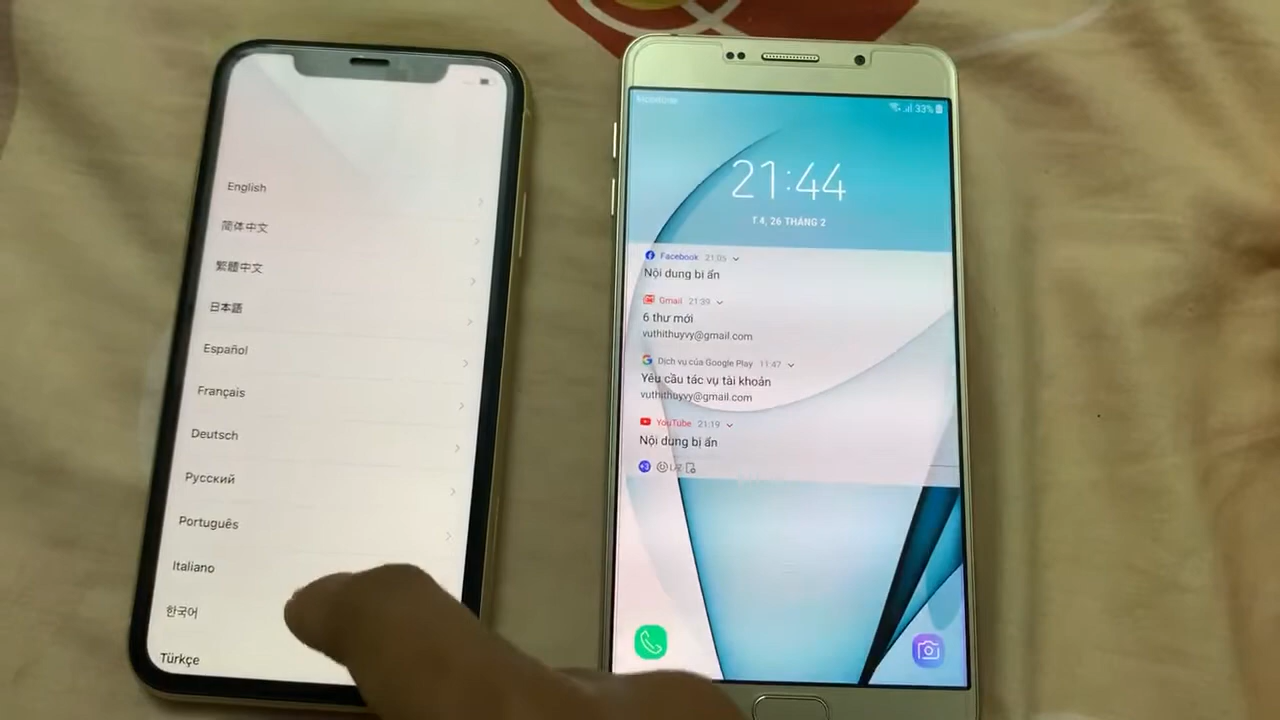 English
简体中文
繁體中文
日本語
Español
Français
Deutsch
Русский
Português
Italiano
한국어
Türkçe
33%
21:44
T 4, 26 THÁNG 2
Facebook 21:05
Nội dung bị ẩn
Gmail 21:39
6 thư mới
vuthithuyvy@gmail.com
Dịch vụ của Google Play 11:47
Yêu cầu tác vụ tài khoản
vuthithuyvy@gmail.com
YouTube 21:19
Nội dung bị ẩn